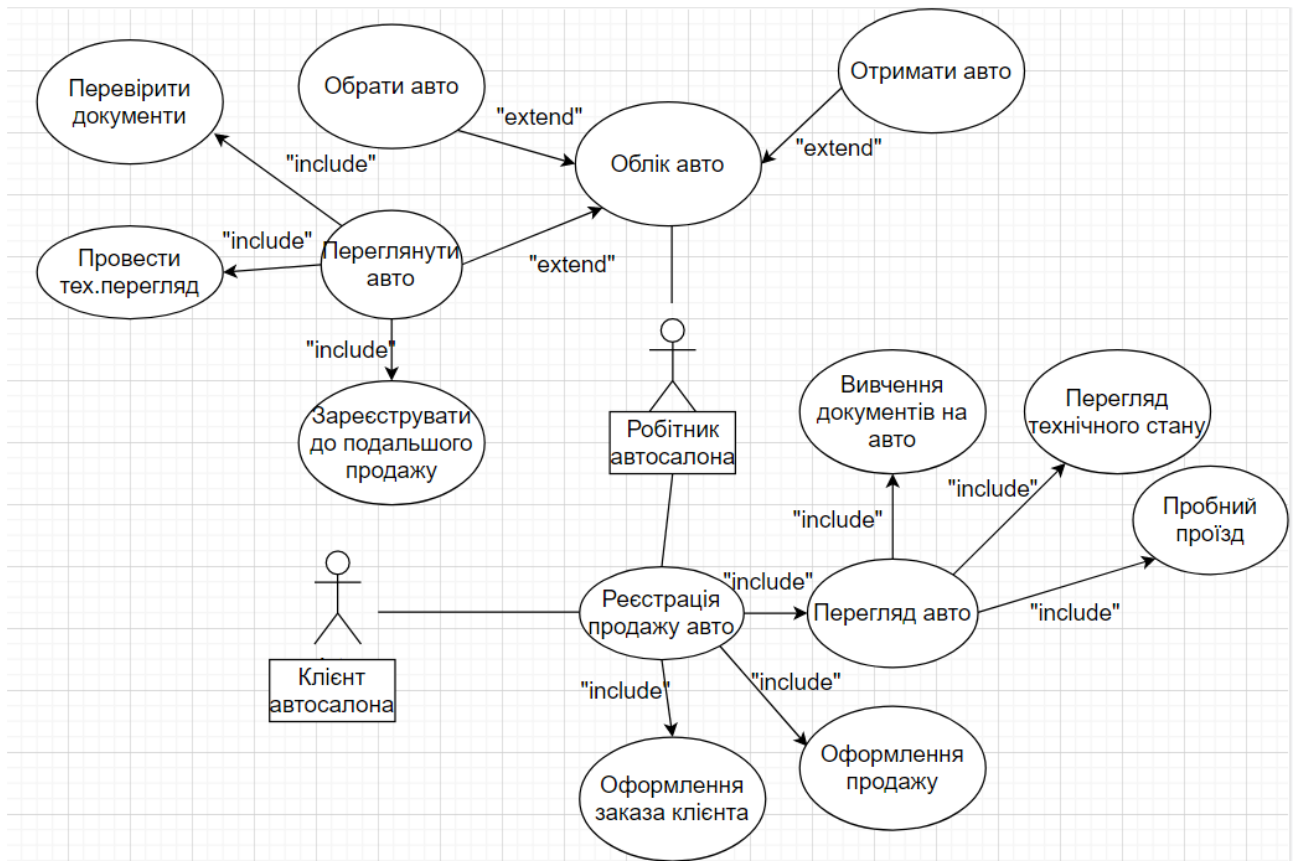 Перевірити
документи
Обрати авто
Отримати авто
"extend"
"extend"
"include"
Облік авто
Провести
тех.перегляд
"include"
Переглянути
авто
"extend"
"include"
Зареєструвати
до подальшого
продажу
Робітник
автосалона
Вивчення
документів на
авто
Перегляд
технічного стану
"include"
"include"
Пробний
проїзд
Клієнт
автосалона
Реєстрація
продажу авто
"include"
Перегляд авто
"include"
"include"
"include"
Оформлення
заказа клієнта
Оформлення
продажу